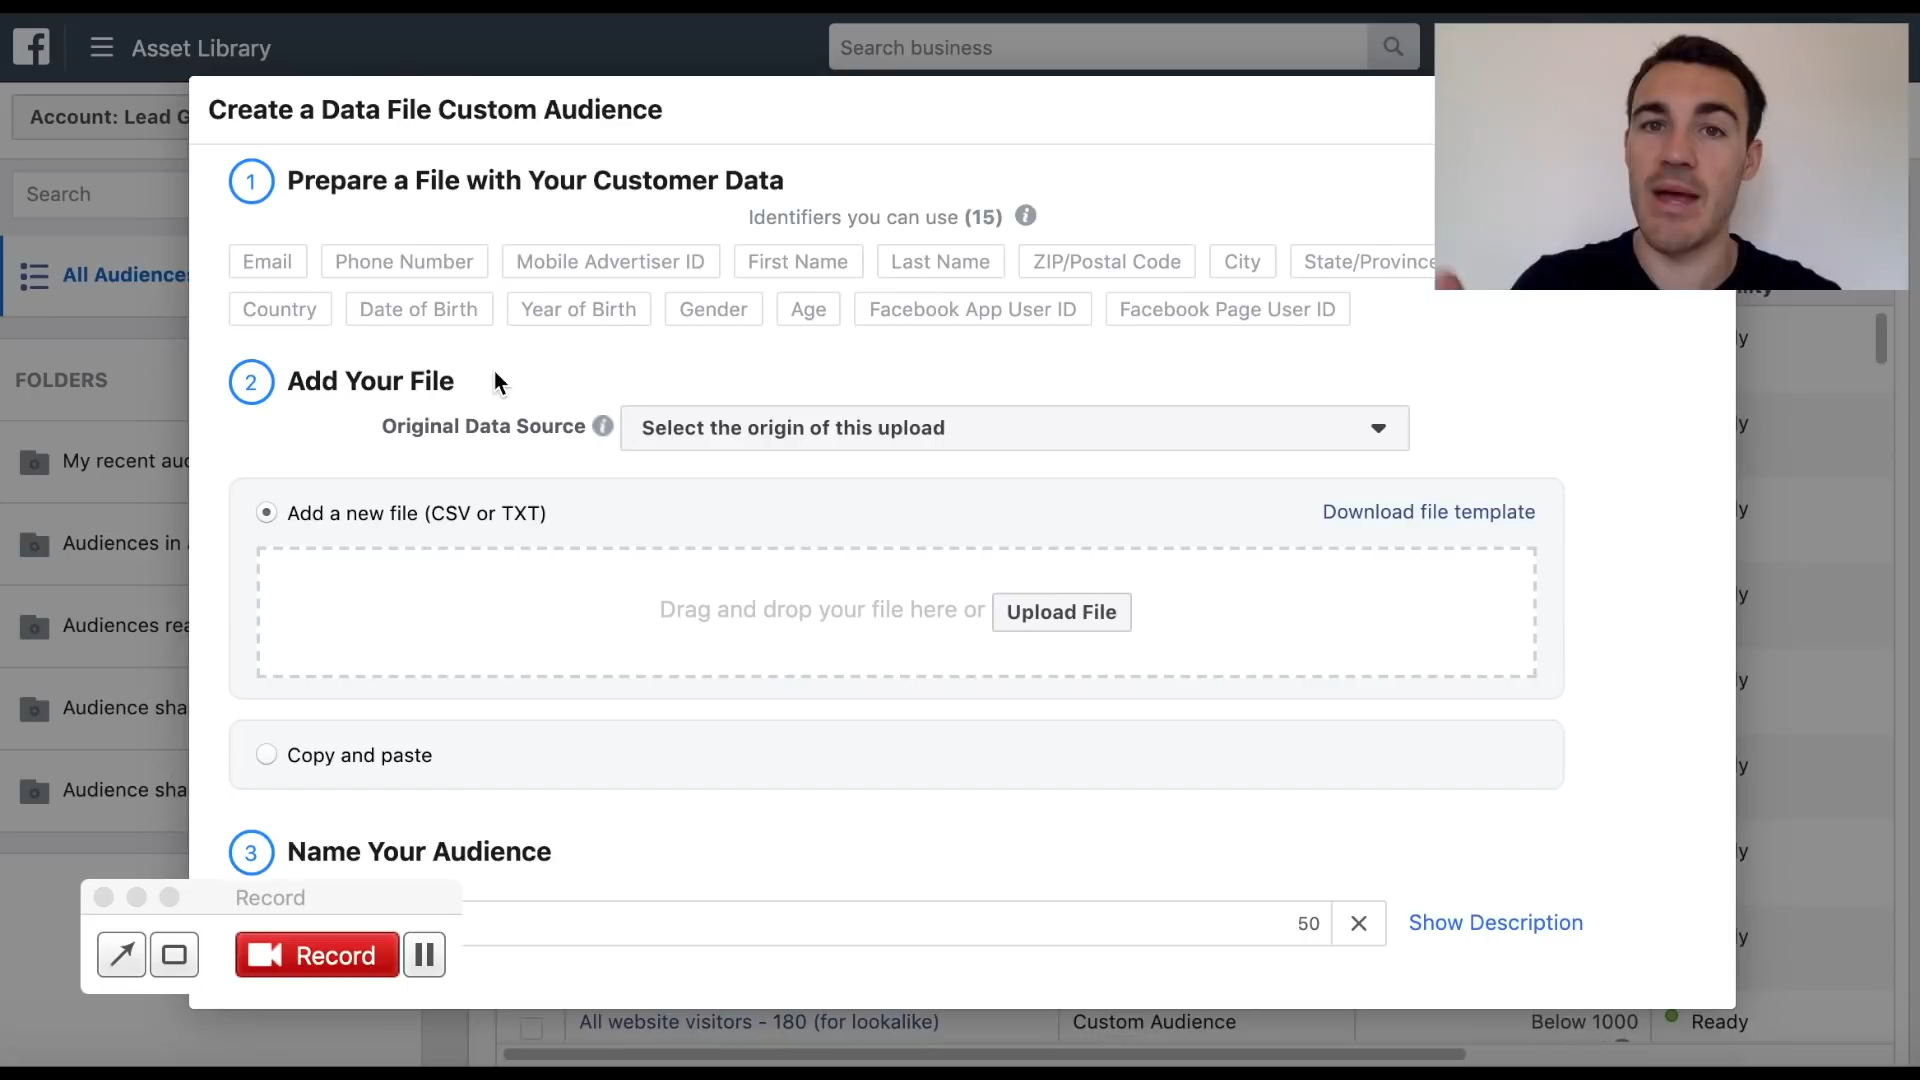 Asset Library
Search business
Account: Lead G
Create a Data File Custom Audience
Search
1 Prepare a File with Your Customer Data
Identifiers you can use (15)
Email Phone Number Mobile Advertiser ID First Name Last Name ZIP/Postal Code City State/Province
All Audiences
Country Date of Birth Year of Birth Gender Age Facebook App User ID Facebook Page User ID
FOLDERS
2 Add Your File
Original Data Source Select the origin of this upload
My recent aud
Add a new file (CSV or TXT) Download file template
Audiences in
Drag and drop your file here or Upload File
Audiences rea
Audience sha
Copy and paste
Audience sha
3 Name Your Audience
Record
50 Show Description
Record
All website visitors - 180 (for lookalike) Custom Audience Below 1000 Ready